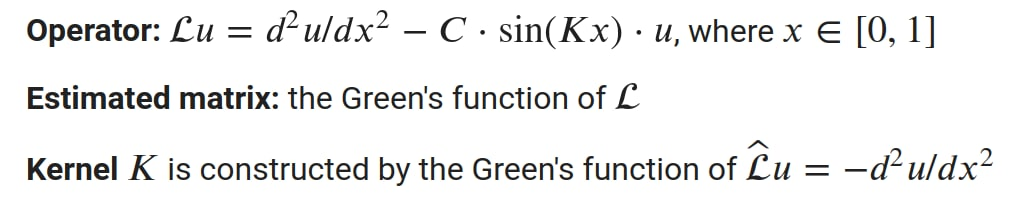 Operator: ℒu = d²u/dx² − C · sin(Kx) · u, where x ∈ [0, 1]
Estimated matrix: the Green's function of ℒ
Kernel K is constructed by the Green's function of ℒ̂u = −d²u/dx²